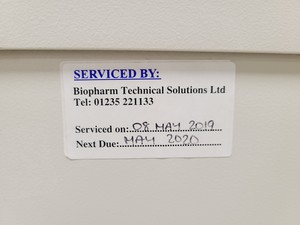 SERVICED BY:
Biopharm Technical Solutions Ltd
Tel: 01235 221133
Serviced on: 08 MAY 2019
Next Due: MAY 2020